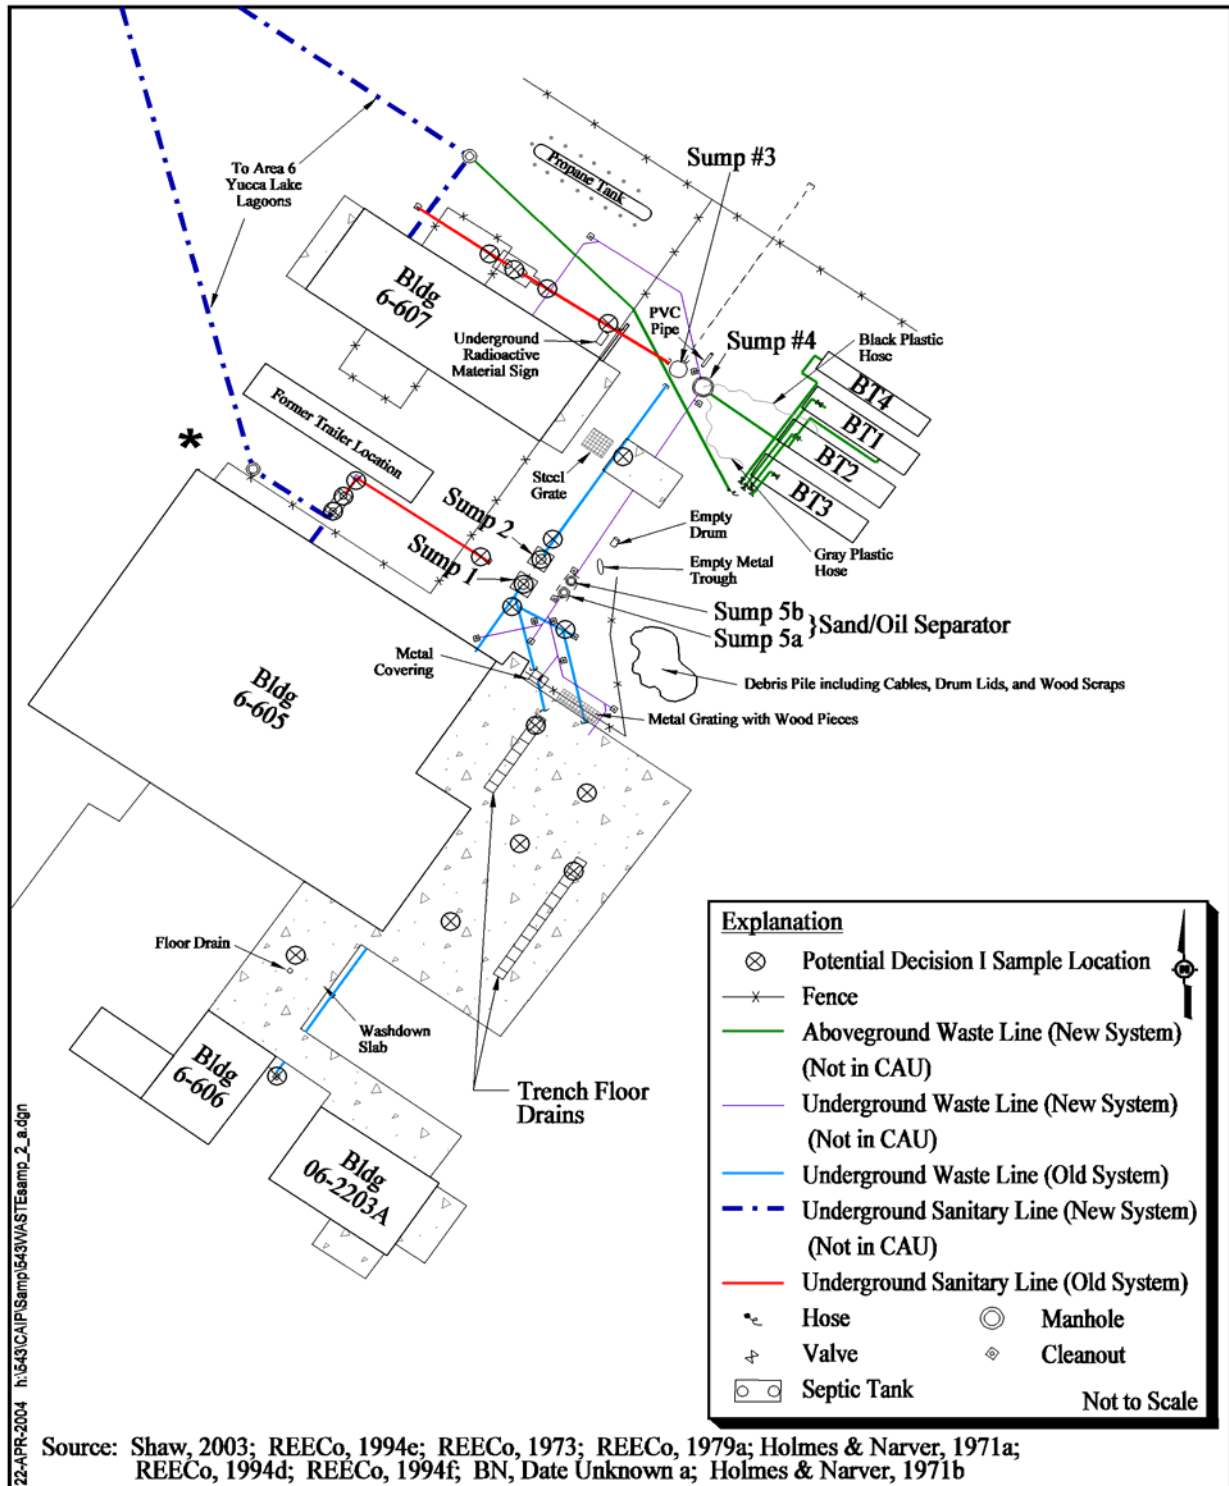 To Area 6
Yucca Lake
Lagoons
Propane Tank
Sump #3
Bldg
6-607
Underground
Radioactive
Material Sign
PVC
Pipe
Sump #4
Black Plastic
Hose
BT4
BT1
BT2
BT3
Former Trailer Location
*
Steel
Grate
Sump 2
Sump 1
Empty
Drum
Empty Metal
Trough
Gray Plastic
Hose
Sump 5b
Sump 5a
}Sand/Oil Separator
Metal
Covering
Debris Pile including Cables, Drum Lids, and Wood Scraps
Metal Grating with Wood Pieces
Bldg
6-605
Floor Drain
Washdown
Slab
Bldg
6-606
Trench Floor
Drains
Bldg
06-2203A
Explanation
N
Potential Decision I Sample Location
Fence
Aboveground Waste Line (New System)
(Not in CAU)
Underground Waste Line (New System)
(Not in CAU)
Underground Waste Line (Old System)
Underground Sanitary Line (New System)
(Not in CAU)
Underground Sanitary Line (Old System)
Hose
Manhole
Valve
Cleanout
Septic Tank
Not to Scale
22-APR-2004 h:\543\CAIP\Samp\543WASTEsamp_2_a.dgn
Source: Shaw, 2003; REECo, 1994e; REECo, 1973; REECo, 1979a; Holmes & Narver, 1971a;
REECo, 1994d; REECo, 1994f; BN, Date Unknown a; Holmes & Narver, 1971b